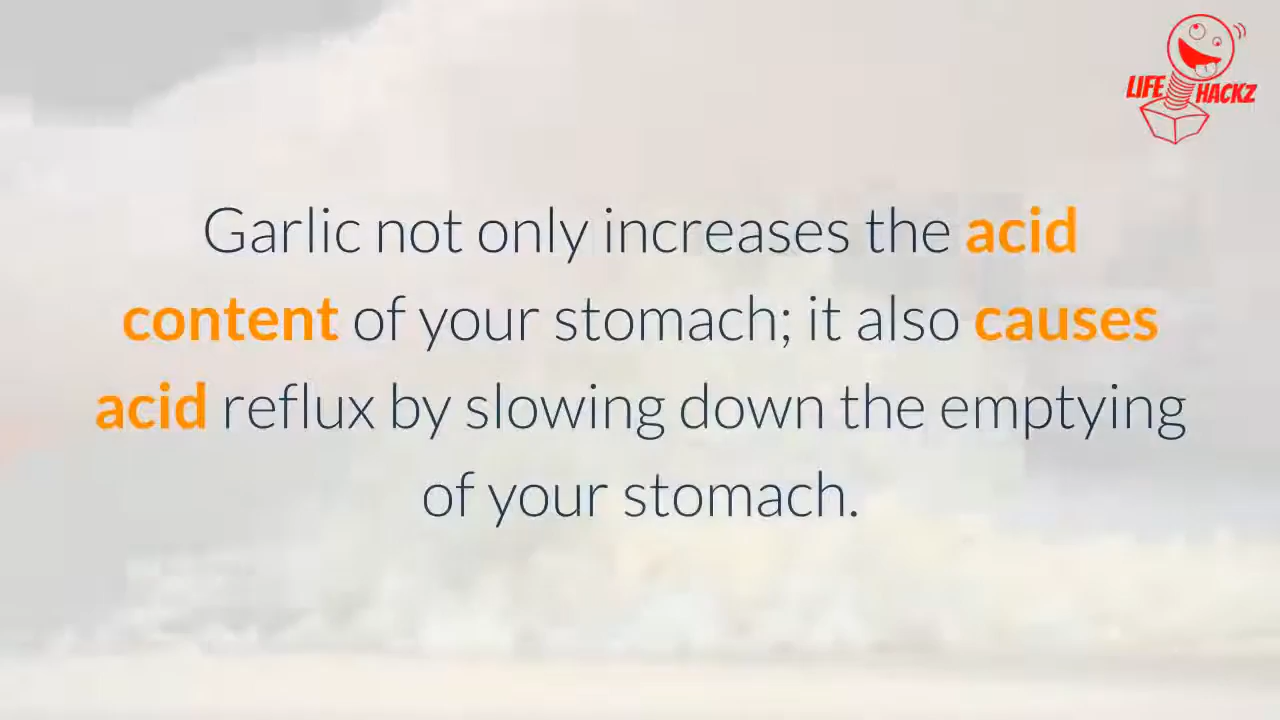 LIFE HACKZ
Garlic not only increases the acid
content of your stomach; it also causes
acid reflux by slowing down the emptying
of your stomach.